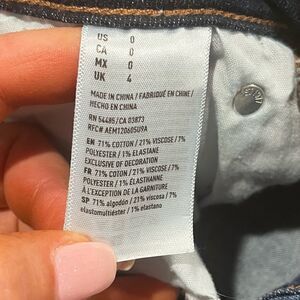 US 0
CA 0
MX 0
UK 4
MADE IN CHINA / FABRIQUÉ EN CHINE /
HECHO EN CHINA
RN 54485/CA 03873
RFC# AEM120605U9A
EN 71% COTTON / 21% VISCOSE / 7%
POLYESTER / 1% ELASTANE
EXCLUSIVE OF DECORATION
FR 71% COTON / 21% VISCOSE / 7%
POLYESTER / 1% ÉLASTHANNE
À L'EXCEPTION DE LA GARNITURE
SP 71% algodón / 21% viscosa / 7%
elastomultiéster / 1% elastano